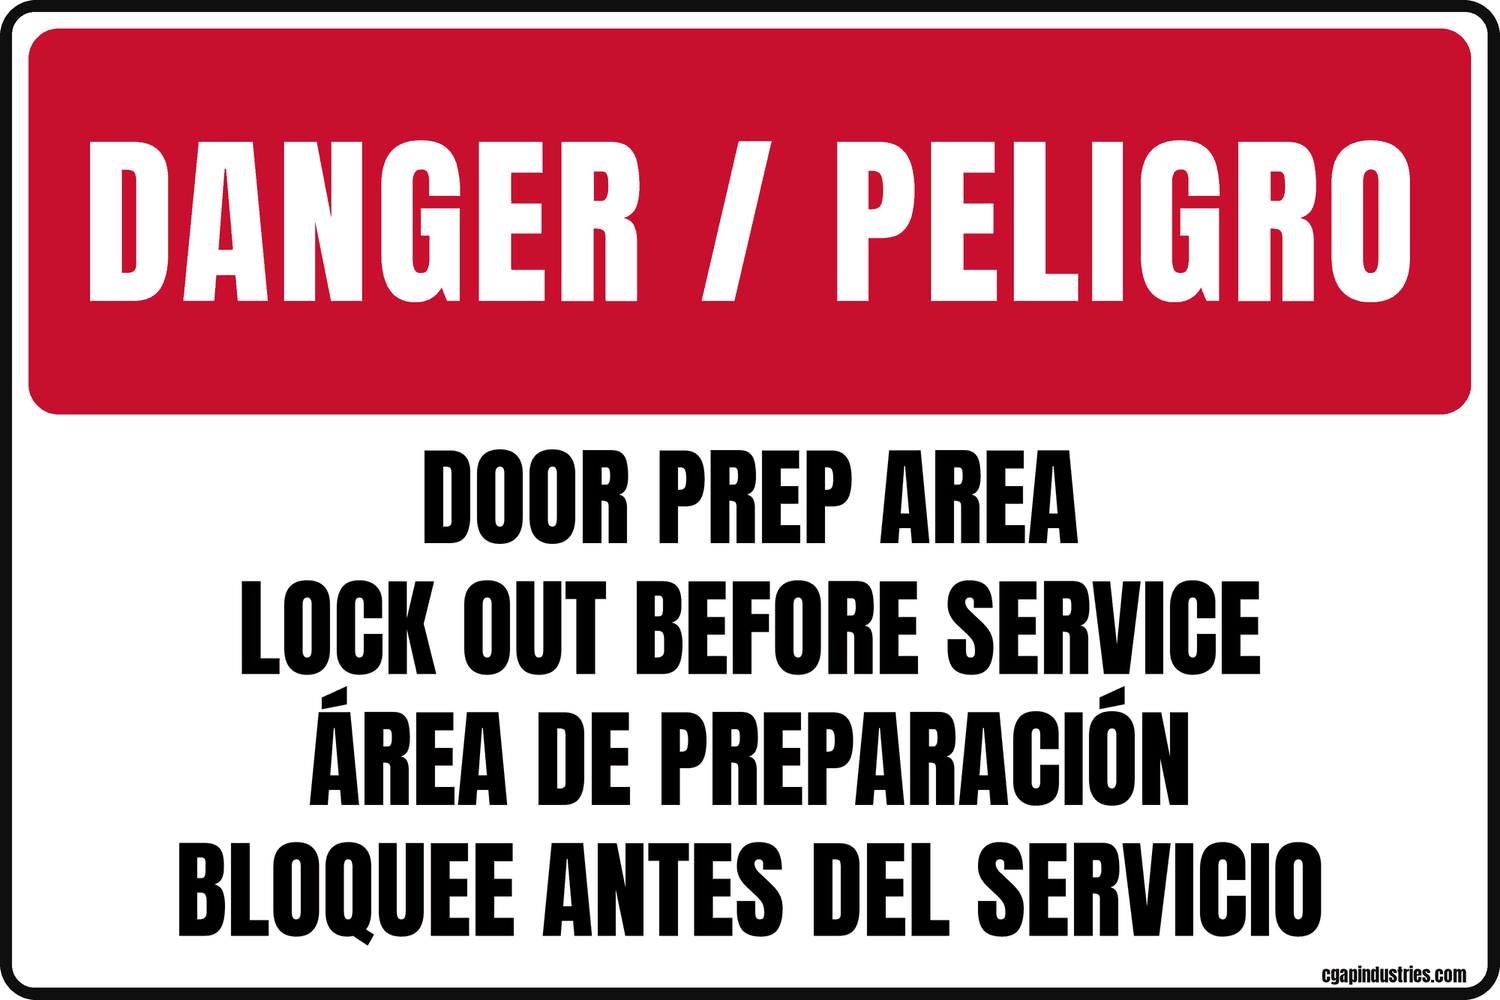 DANGER / PELIGRO
DOOR PREP AREA
LOCK OUT BEFORE SERVICE
ÁREA DE PREPARACIÓN
BLOQUEE ANTES DEL SERVICIO
cgapindustries.com